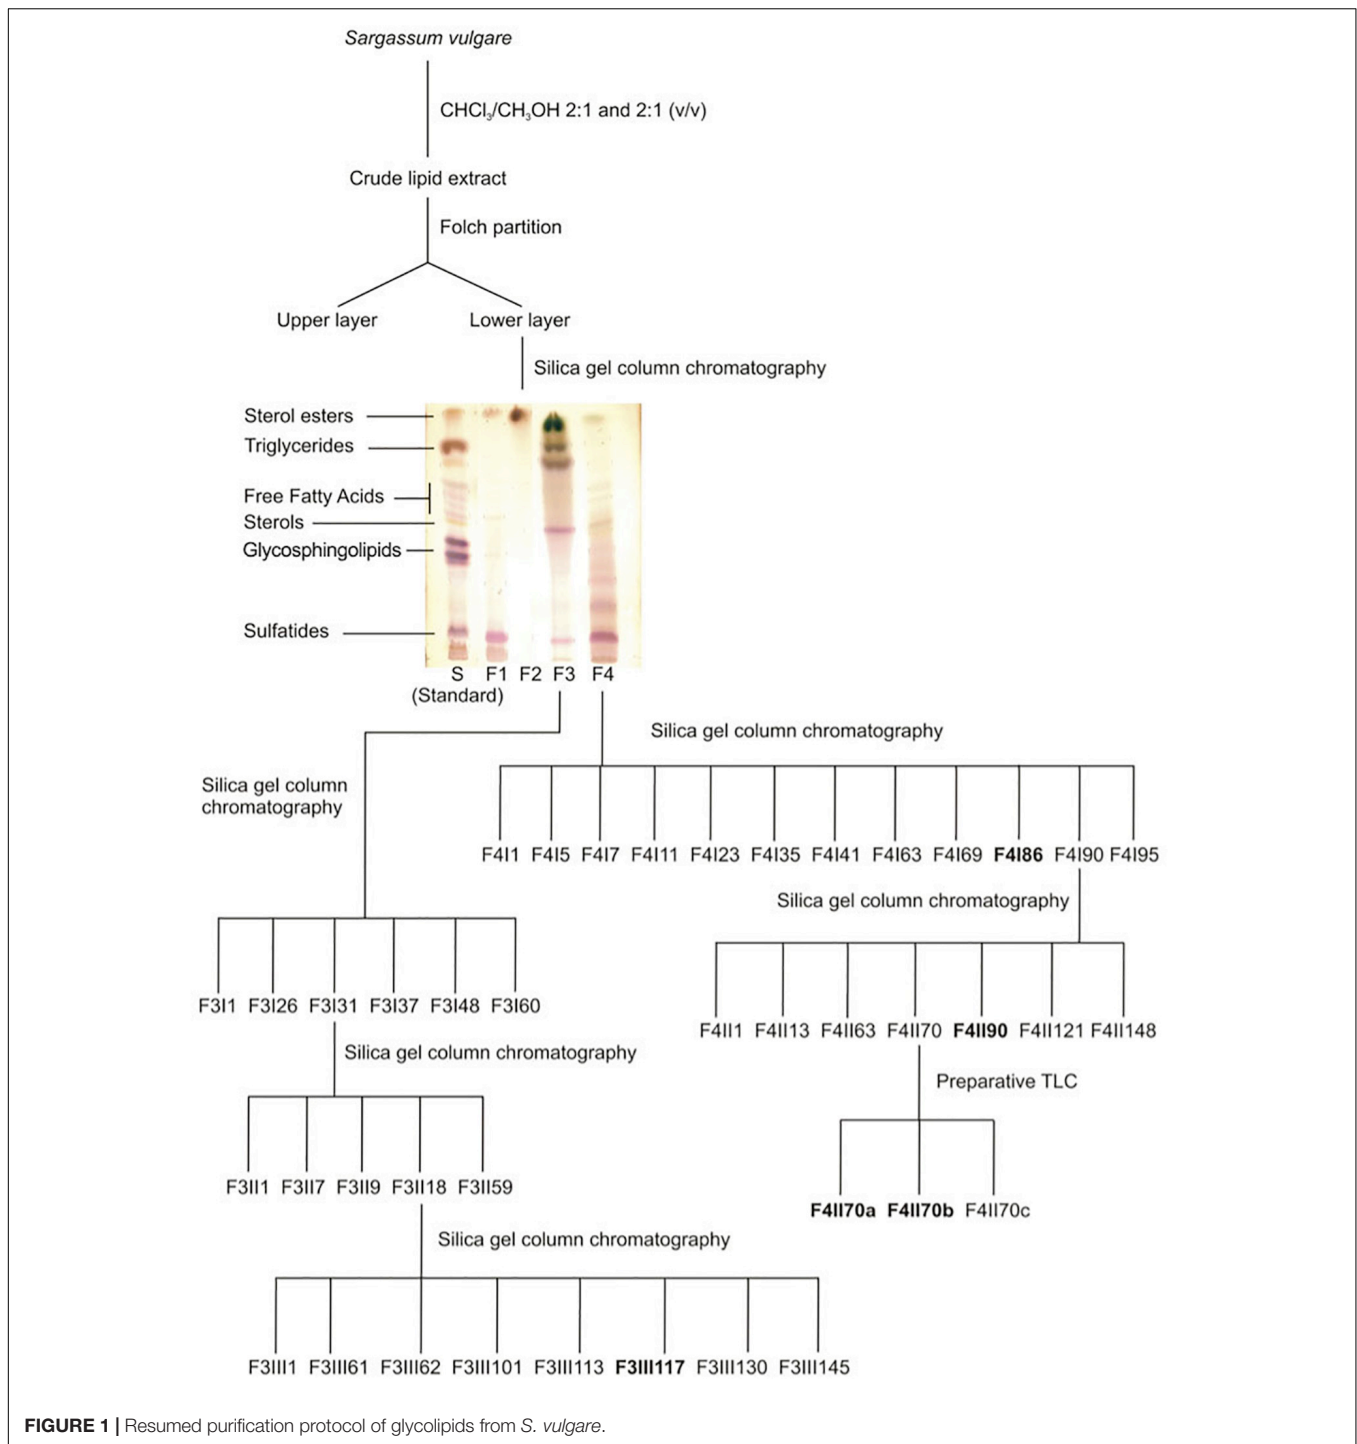 Sargassum vulgare
CHCl₃/CH₃OH 2:1 and 2:1 (v/v)
Crude lipid extract
Folch partition
Upper layer
Lower layer
Silica gel column chromatography
Sterol esters
Triglycerides
Free Fatty Acids
Sterols
Glycosphingolipids
Sulfatides
S F1 F2 F3 F4
(Standard)
Silica gel column chromatography
Silica gel column
chromatography
F4I1 F4I5 F4I7 F4I11 F4I23 F4I35 F4I41 F4I63 F4I69 F4I86 F4I90 F4I95
Silica gel column chromatography
F3I1 F3I26 F3I31 F3I37 F3I48 F3I60
F4II1 F4II13 F4II63 F4II70 F4II90 F4II121 F4II148
Silica gel column chromatography
Preparative TLC
F3II1 F3II7 F3II9 F3II18 F3II59
F4II70a F4II70b F4II70c
Silica gel column chromatography
F3III1 F3III61 F3III62 F3III101 F3III113 F3III117 F3III130 F3III145
FIGURE 1 | Resumed purification protocol of glycolipids from S. vulgare.